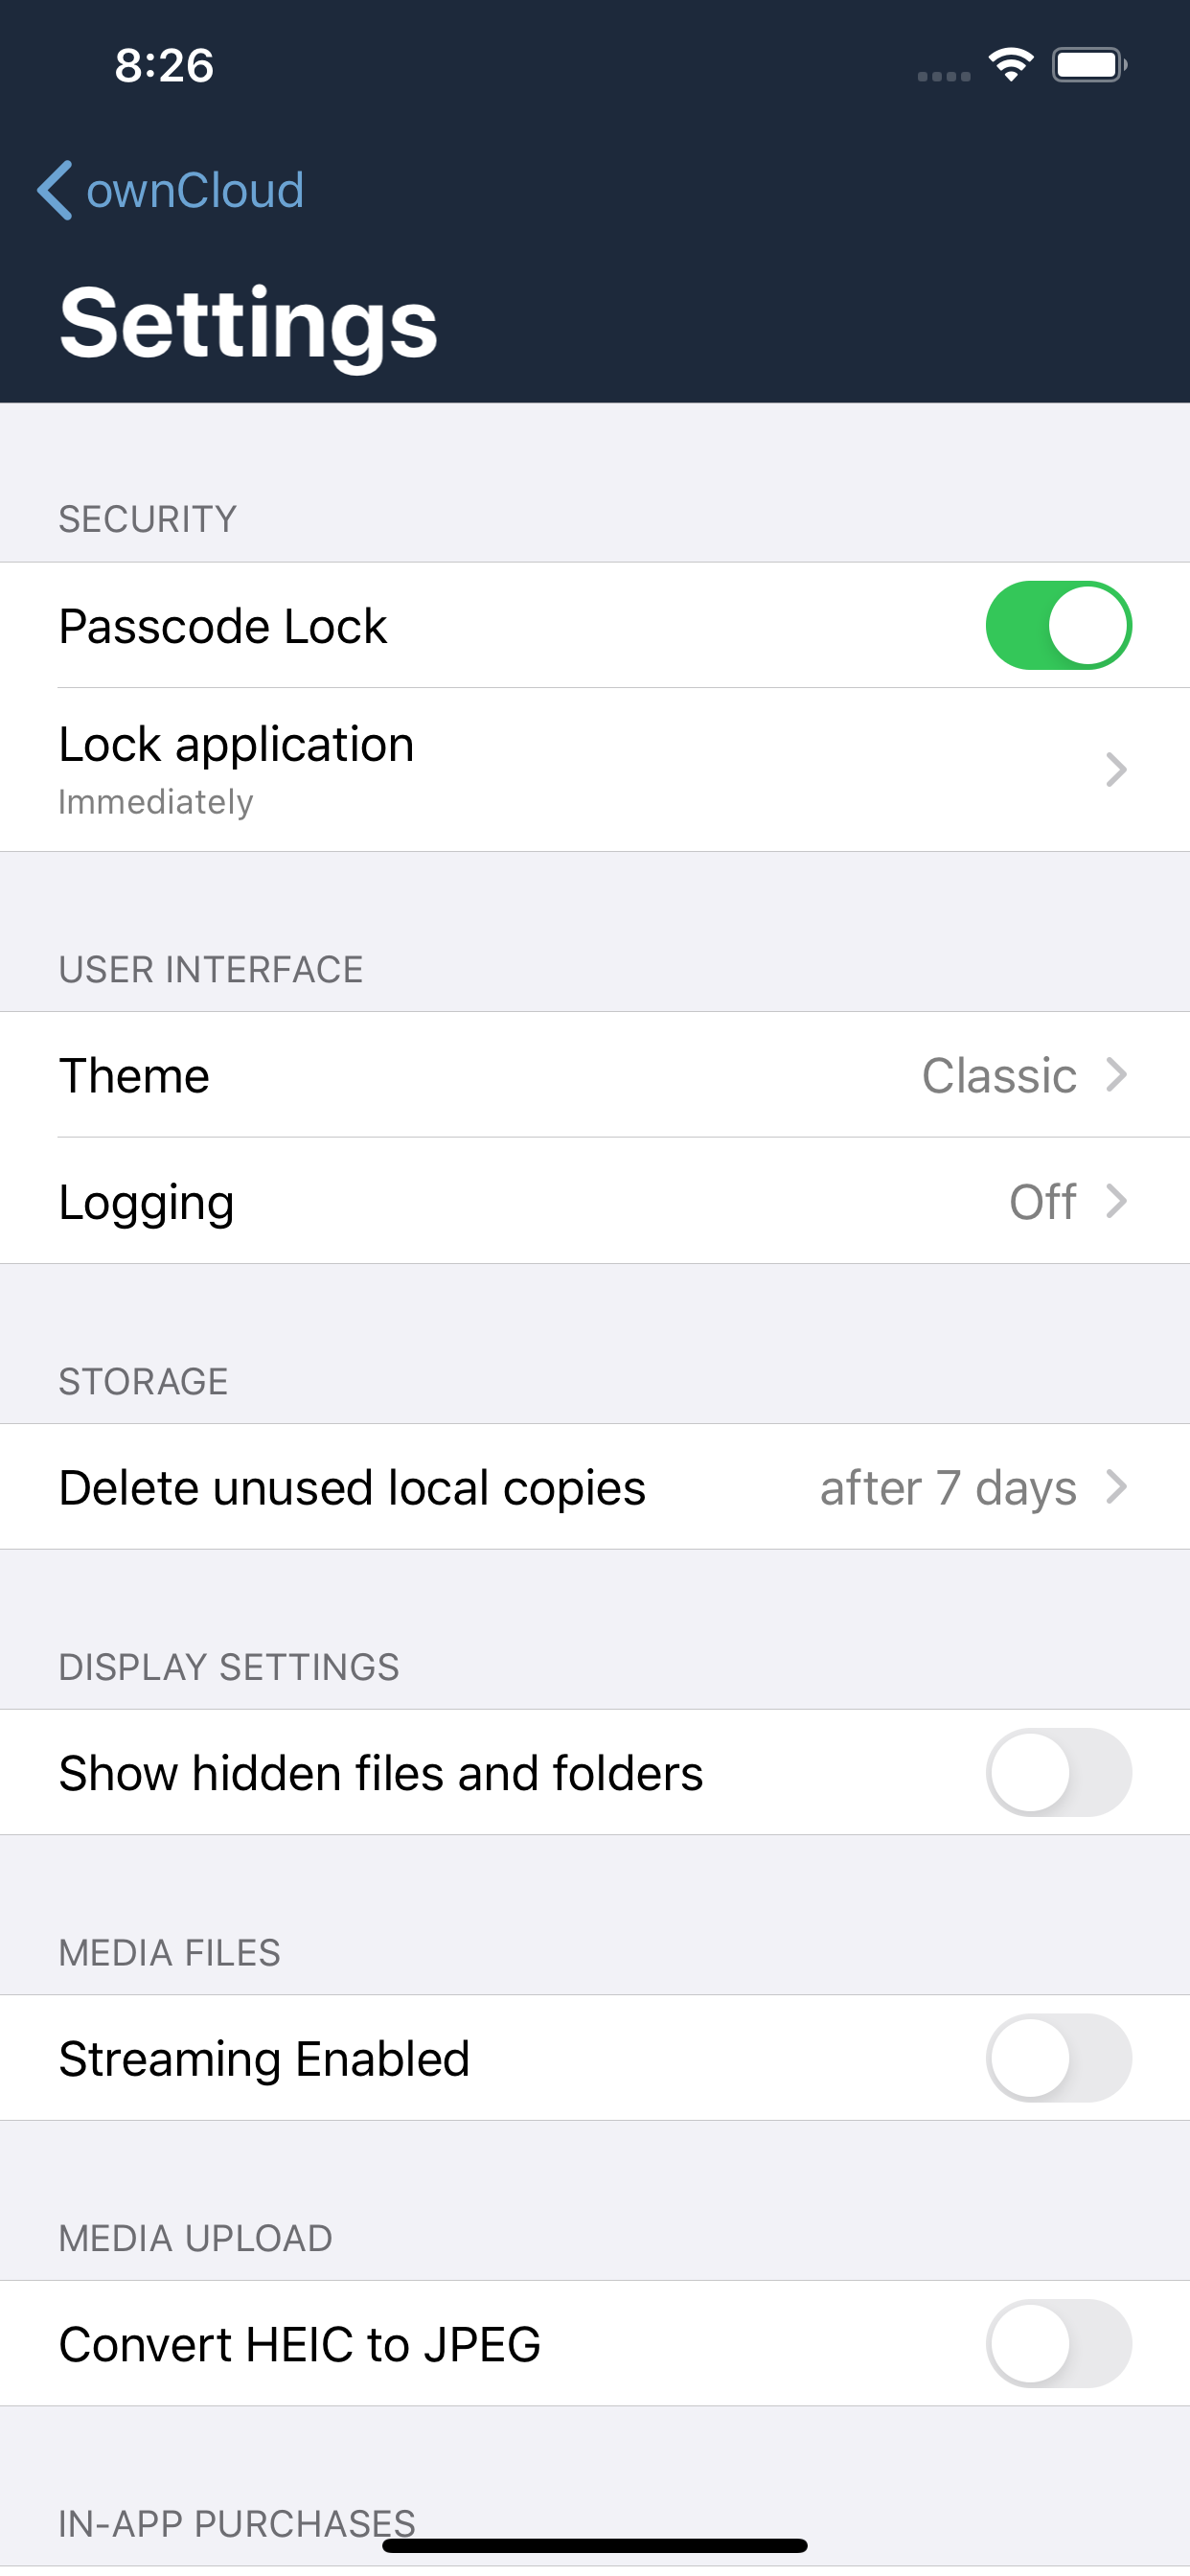 8:26
ownCloud
Settings
SECURITY
Passcode Lock
Lock application
Immediately
USER INTERFACE
Theme Classic
Logging Off
STORAGE
Delete unused local copies after 7 days
DISPLAY SETTINGS
Show hidden files and folders
MEDIA FILES
Streaming Enabled
MEDIA UPLOAD
Convert HEIC to JPEG
IN-APP PURCHASES